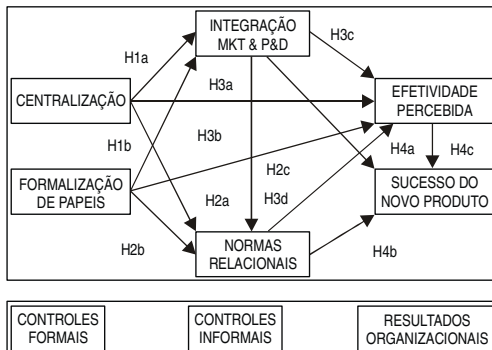 INTEGRAÇÃO
MKT & P&D
H3c
H1a
CENTRALIZAÇÃO
H3a
EFETIVIDADE
PERCEBIDA
H1b
H3b
H4a
H4c
FORMALIZAÇÃO
DE PAPEIS
H2c
H2a
H3d
SUCESSO DO
NOVO PRODUTO
H2b
NORMAS
RELACIONAIS
H4b
CONTROLES
FORMAIS
CONTROLES
INFORMAIS
RESULTADOS
ORGANIZACIONAIS